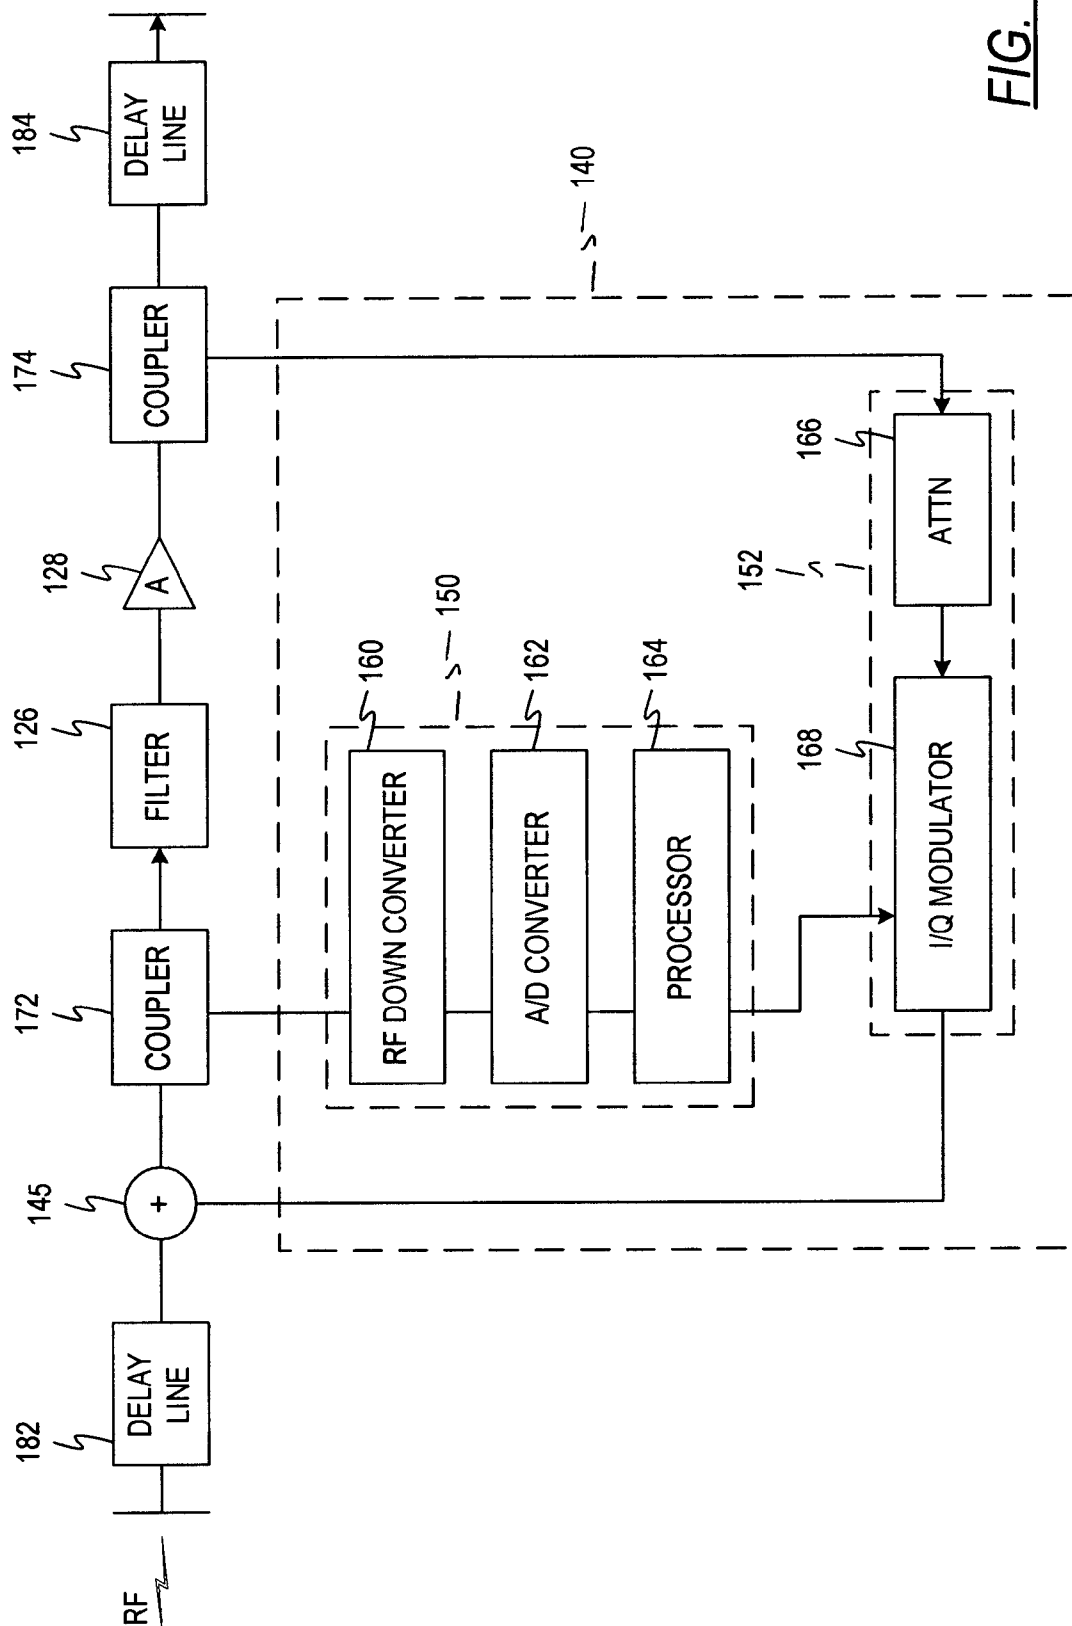 RF
182
DELAY
LINE
145
+
172
COUPLER
126
FILTER
128
A
174
COUPLER
184
DELAY
LINE
140
150
160
RF DOWN CONVERTER
162
A/D CONVERTER
164
PROCESSOR
152
168
I/Q MODULATOR
166
ATTN
FIG.